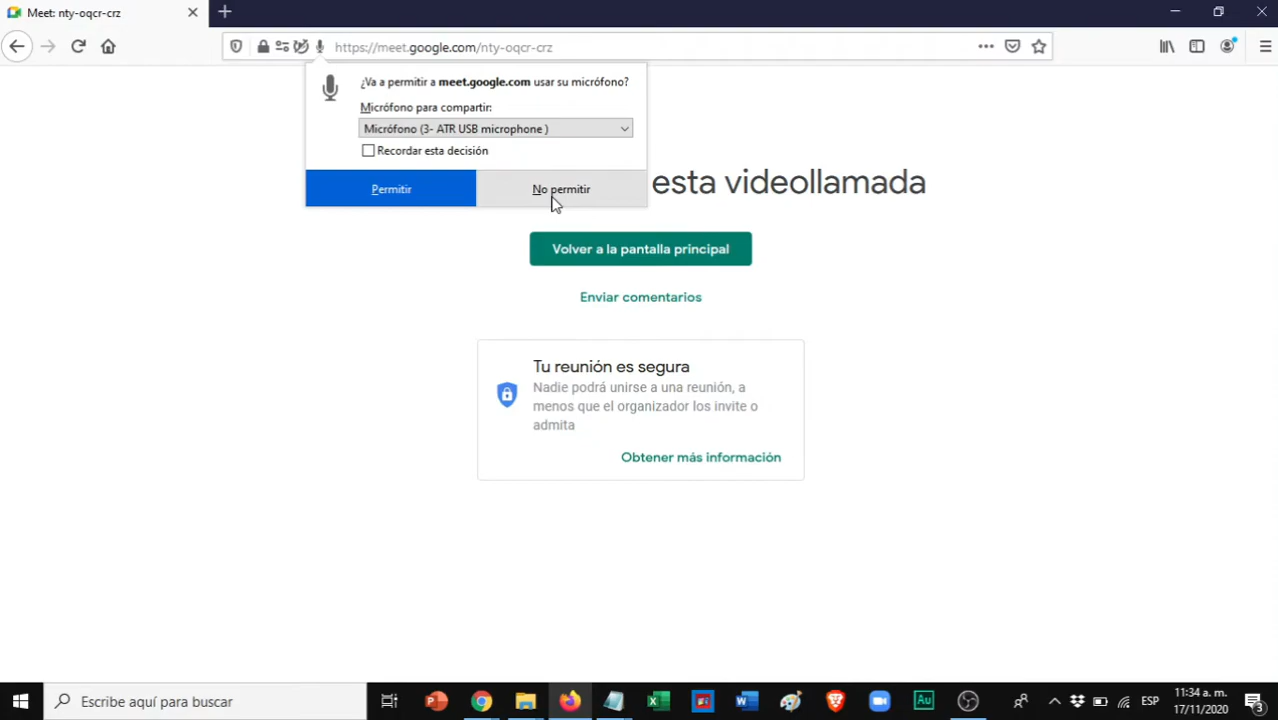 Meet: nty-oqcr-crz
https://meet.google.com/nty-oqcr-crz
¿Va a permitir a meet.google.com usar su micrófono?
Micrófono para compartir:
Micrófono (3- ATR USB microphone )
Recordar esta decisión
Permitir
No permitir
esta videollamada
Volver a la pantalla principal
Enviar comentarios
Tu reunión es segura
Nadie podrá unirse a una reunión, a
menos que el organizador los invite o
admita
Obtener más información
Escribe aquí para buscar
Au
ESP
11:34 a. m.
17/11/2020
3